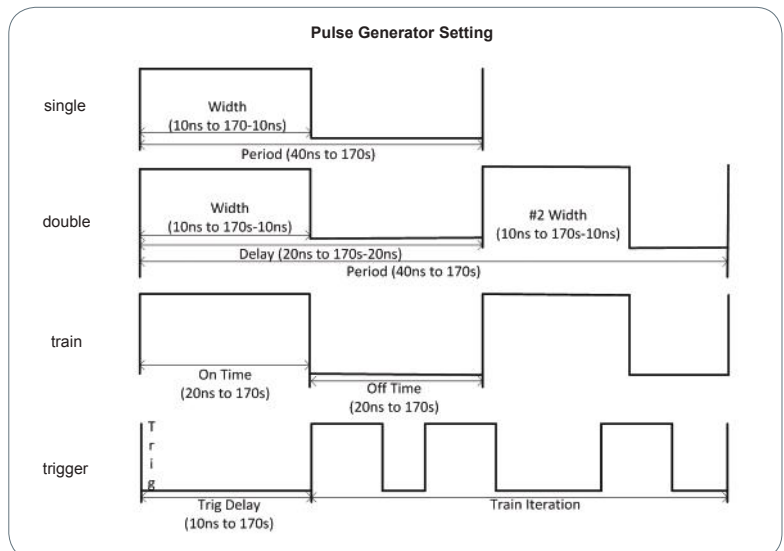 Pulse Generator Setting
single
Width
(10ns to 170-10ns)
Period (40ns to 170s)
double
Width
(10ns to 170s-10ns)
#2 Width
(10ns to 170s-10ns)
Delay (20ns to 170s-20ns)
Period (40ns to 170s)
train
On Time
(20ns to 170s)
Off Time
(20ns to 170s)
trigger
Trig
Trig Delay
(10ns to 170s)
Train Iteration